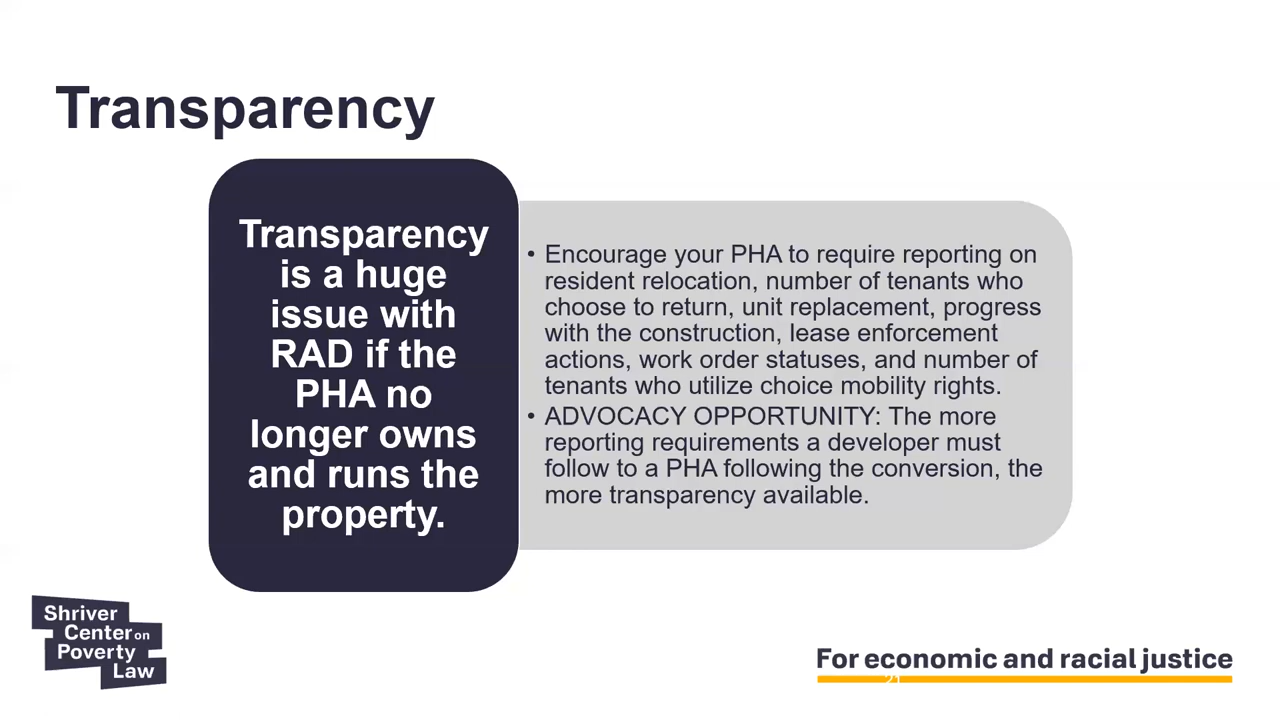 Transparency
Transparency
is a huge
issue with
RAD if the
PHA no
longer owns
and runs the
property.
• Encourage your PHA to require reporting on
resident relocation, number of tenants who
choose to return, unit replacement, progress
with the construction, lease enforcement
actions, work order statuses, and number of
tenants who utilize choice mobility rights.
• ADVOCACY OPPORTUNITY: The more
reporting requirements a developer must
follow to a PHA following the conversion, the
more transparency available.
Shriver
Center on
Poverty
Law
For economic and racial justice
21